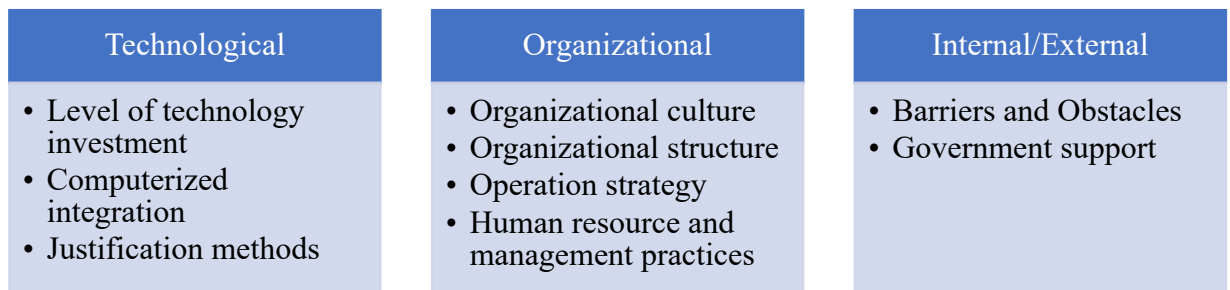 Technological
• Level of technology
investment
• Computerized
integration
• Justification methods
Organizational
• Organizational culture
• Organizational structure
• Operation strategy
• Human resource and
management practices
Internal/External
• Barriers and Obstacles
• Government support